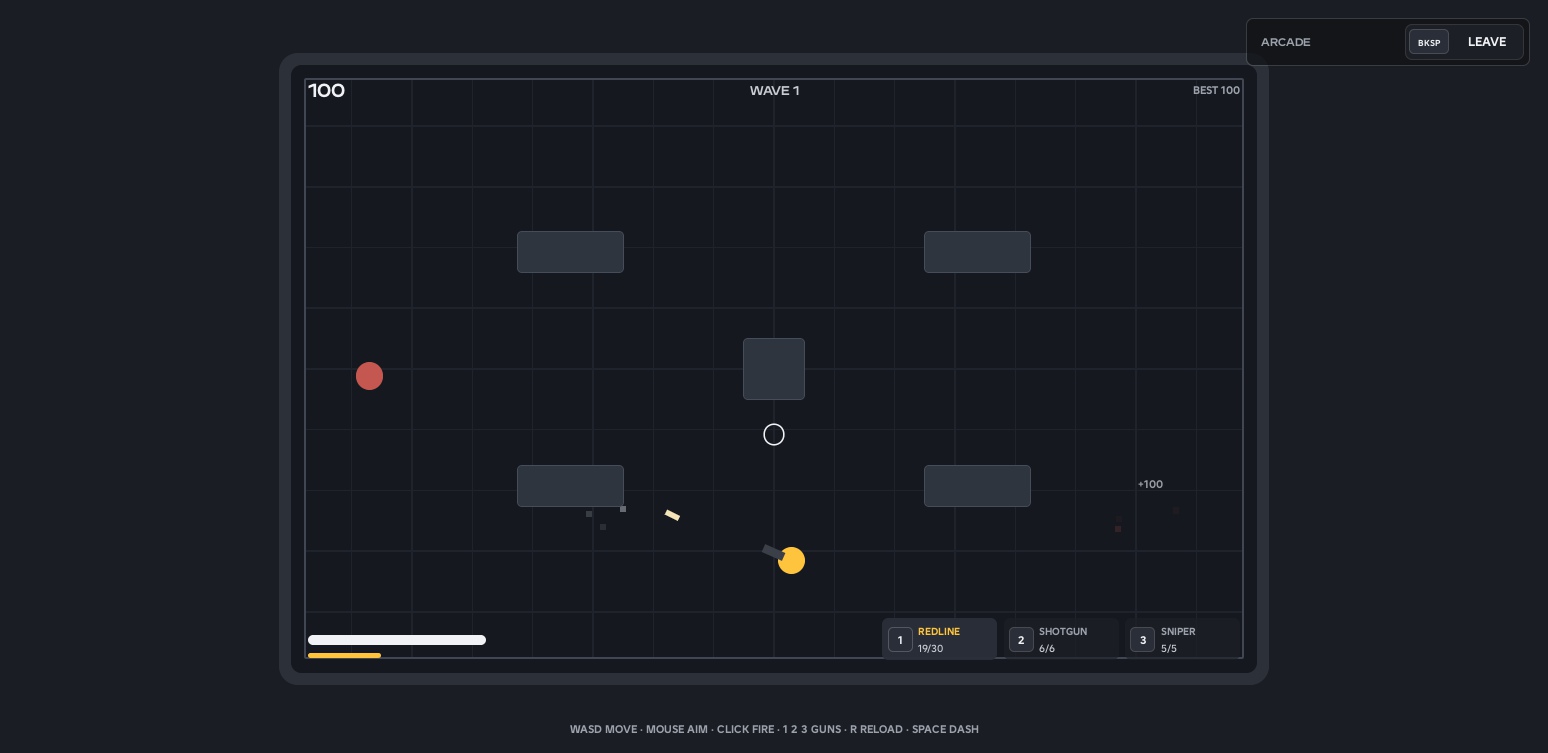 ARCADE
BKSP
LEAVE
100
WAVE 1
BEST 100
+100
1
REDLINE
19/30
2
SHOTGUN
6/6
3
SNIPER
5/5
WASD MOVE · MOUSE AIM · CLICK FIRE · 1 2 3 GUNS · R RELOAD · SPACE DASH